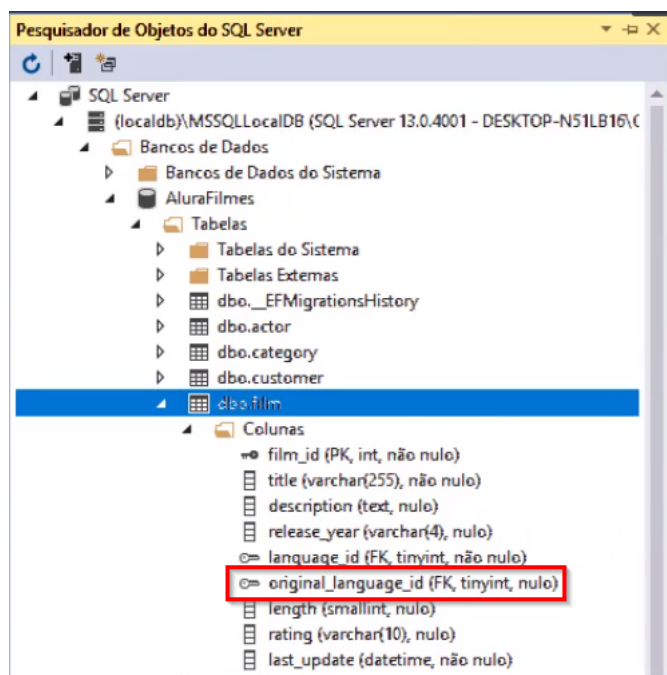 Pesquisador de Objetos do SQL Server
SQL Server
(localdb)\MSSQLLocalDB (SQL Server 13.0.4001 - DESKTOP-N51LB16\
Bancos de Dados
Bancos de Dados do Sistema
AluraFilmes
Tabelas
Tabelas do Sistema
Tabelas Externas
dbo.__EFMigrationsHistory
dbo.actor
dbo.category
dbo.customer
dbo.film
Colunas
film_id (PK, int, não nulo)
title (varchar(255), não nulo)
description (text, nulo)
release_year (varchar(4), nulo)
language_id (FK, tinyint, não nulo)
original_language_id (FK, tinyint, nulo)
length (smallint, nulo)
rating (varchar(10), nulo)
last_update (datetime, não nulo)